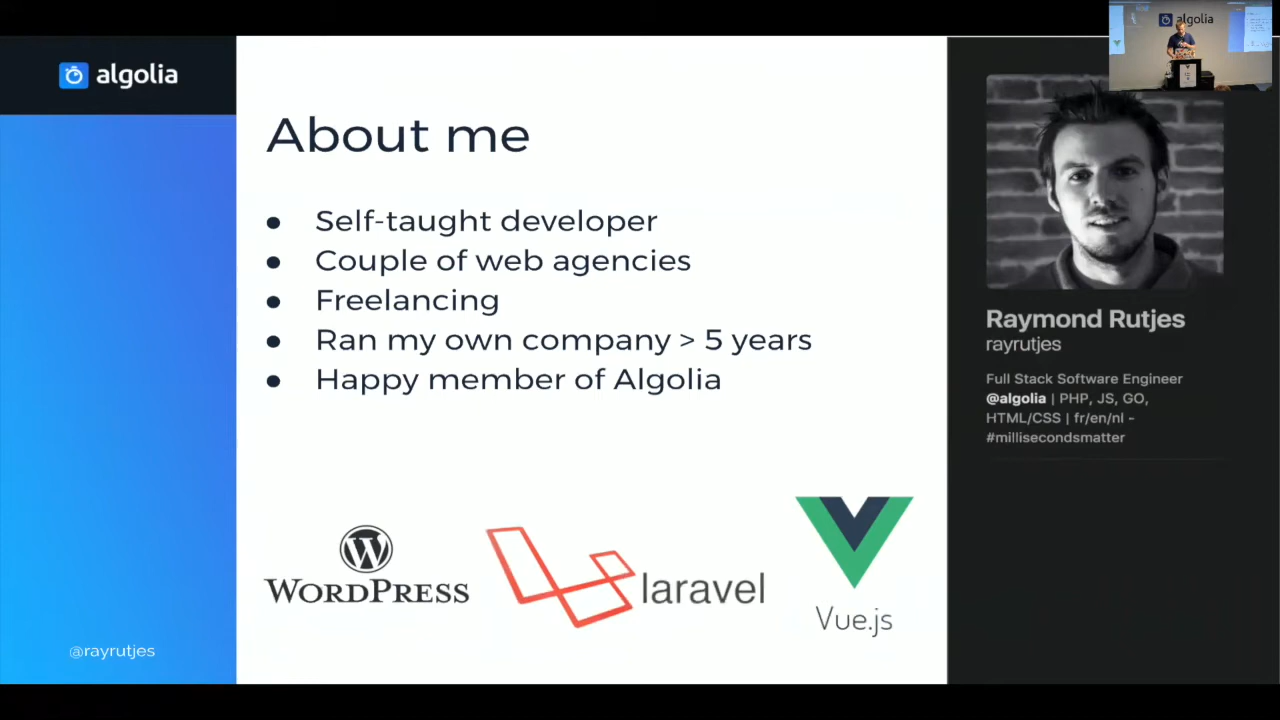 algolia
About me
● Self-taught developer
● Couple of web agencies
● Freelancing
● Ran my own company > 5 years
● Happy member of Algolia
WORDPRESS
laravel
Vue.js
@rayrutjes
algolia
Raymond Rutjes
rayrutjes
Full Stack Software Engineer
@algolia | PHP, JS, GO,
HTML/CSS | fr/en/nl -
#millisecondsmatter